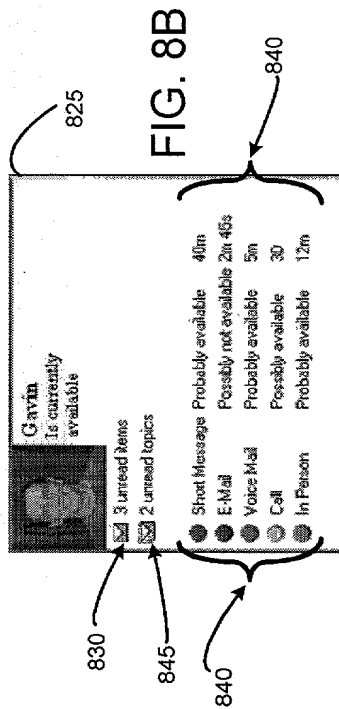 FIG. 8B
825
Gavin
Is currently
available
3 unread items
2 unread topics
830
845
Short Message Probably available 40m
E-Mail Possibly not available 2m 45s
Voice Mail Probably available 5m
Call Possibly available 30
In Person Probably available 12m
840
840